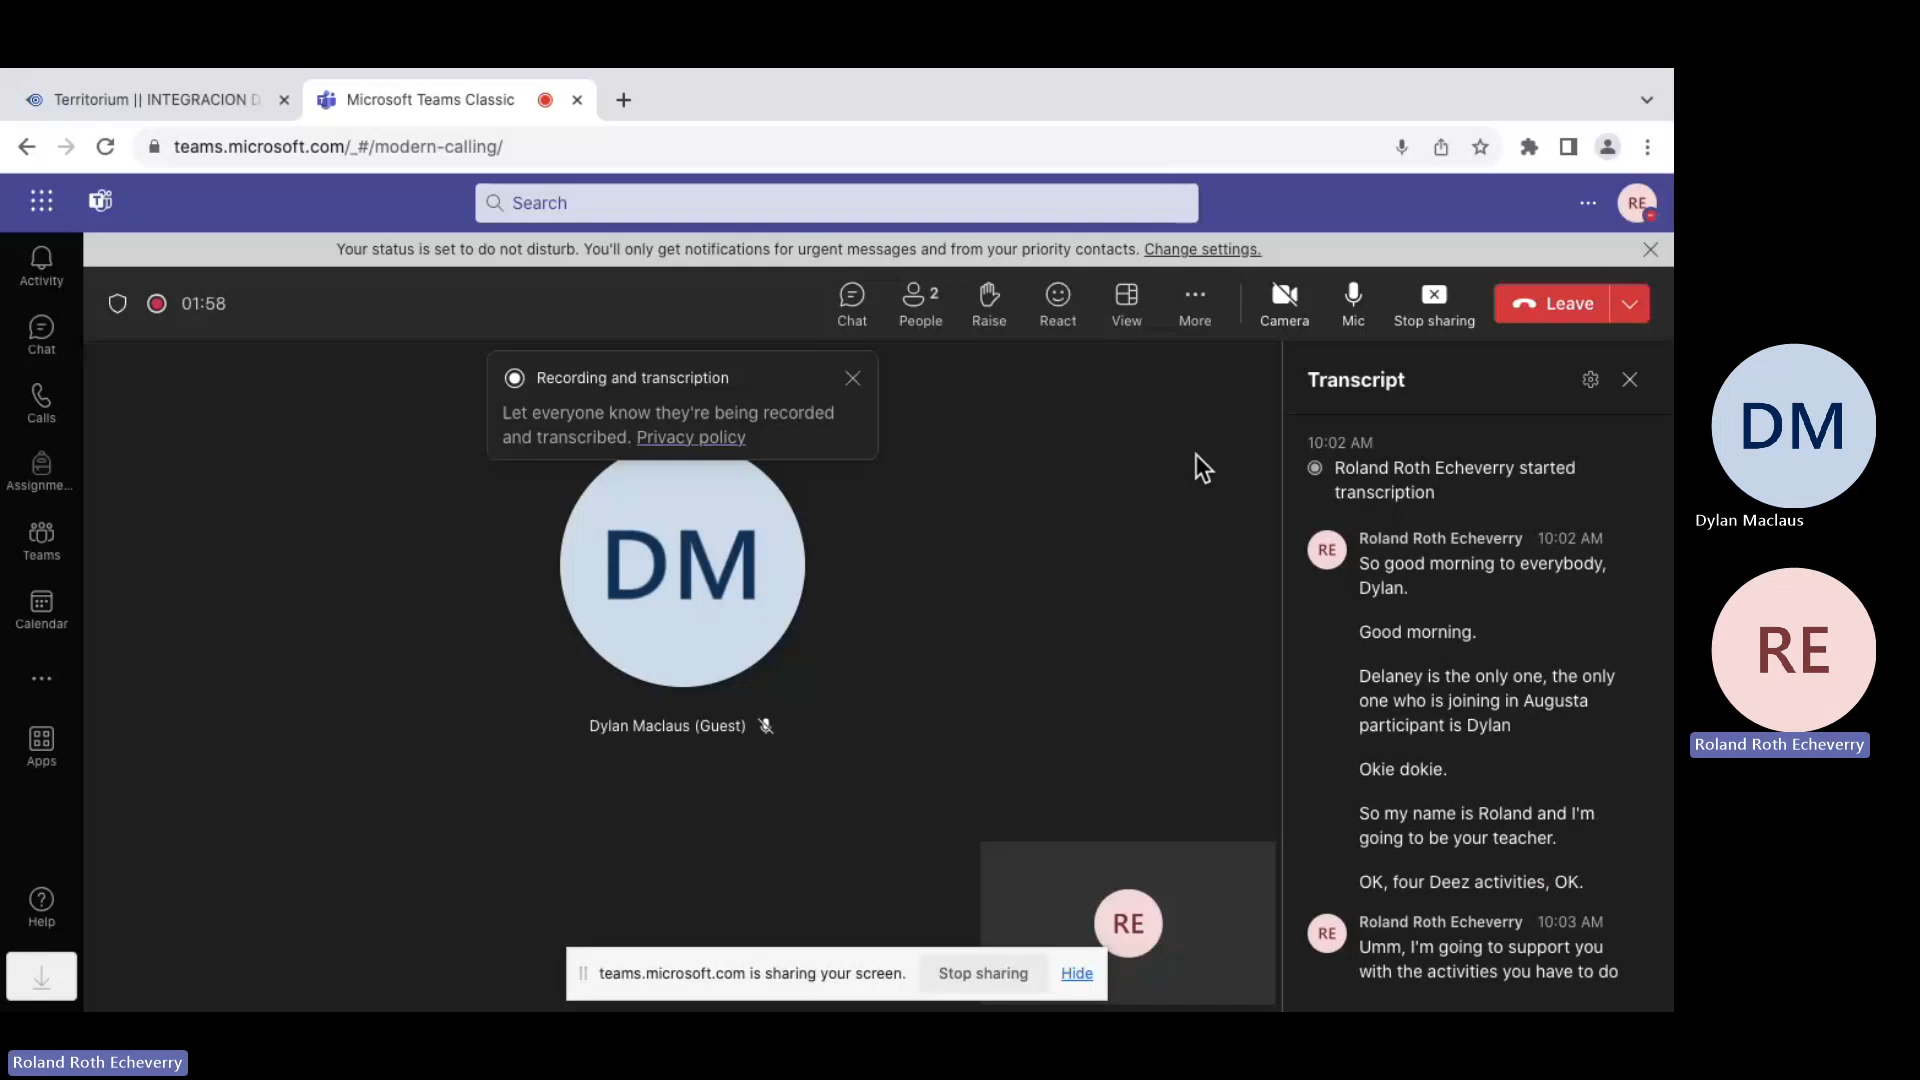 Territorium || INTEGRACION D
Microsoft Teams Classic
teams.microsoft.com/_#/modern-calling/
Search
RE
Your status is set to do not disturb. You'll only get notifications for urgent messages and from your priority contacts. Change settings.
Activity
Chat
Calls
Assignme...
Teams
Calendar
Apps
Help
01:58
Chat
People 2
Raise
React
View
More
Camera
Mic
Stop sharing
Leave
Recording and transcription
Let everyone know they're being recorded
and transcribed. Privacy policy
DM
Dylan Maclaus (Guest)
RE
teams.microsoft.com is sharing your screen.
Stop sharing
Hide
Transcript
10:02 AM
Roland Roth Echeverry started
transcription
RE
Roland Roth Echeverry 10:02 AM
So good morning to everybody,
Dylan.
Good morning.
Delaney is the only one, the only
one who is joining in Augusta
participant is Dylan
Okie dokie.
So my name is Roland and I'm
going to be your teacher.
OK, four Deez activities, OK.
RE
Roland Roth Echeverry 10:03 AM
Umm, I'm going to support you
with the activities you have to do
DM
Dylan Maclaus
RE
Roland Roth Echeverry
Roland Roth Echeverry